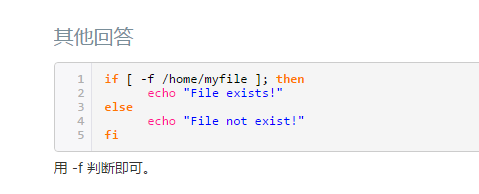 其他回答
1 if [ -f /home/myfile ]; then
2 echo "File exists!"
3 else
4 echo "File not exist!"
5 fi
用 -f 判断即可。